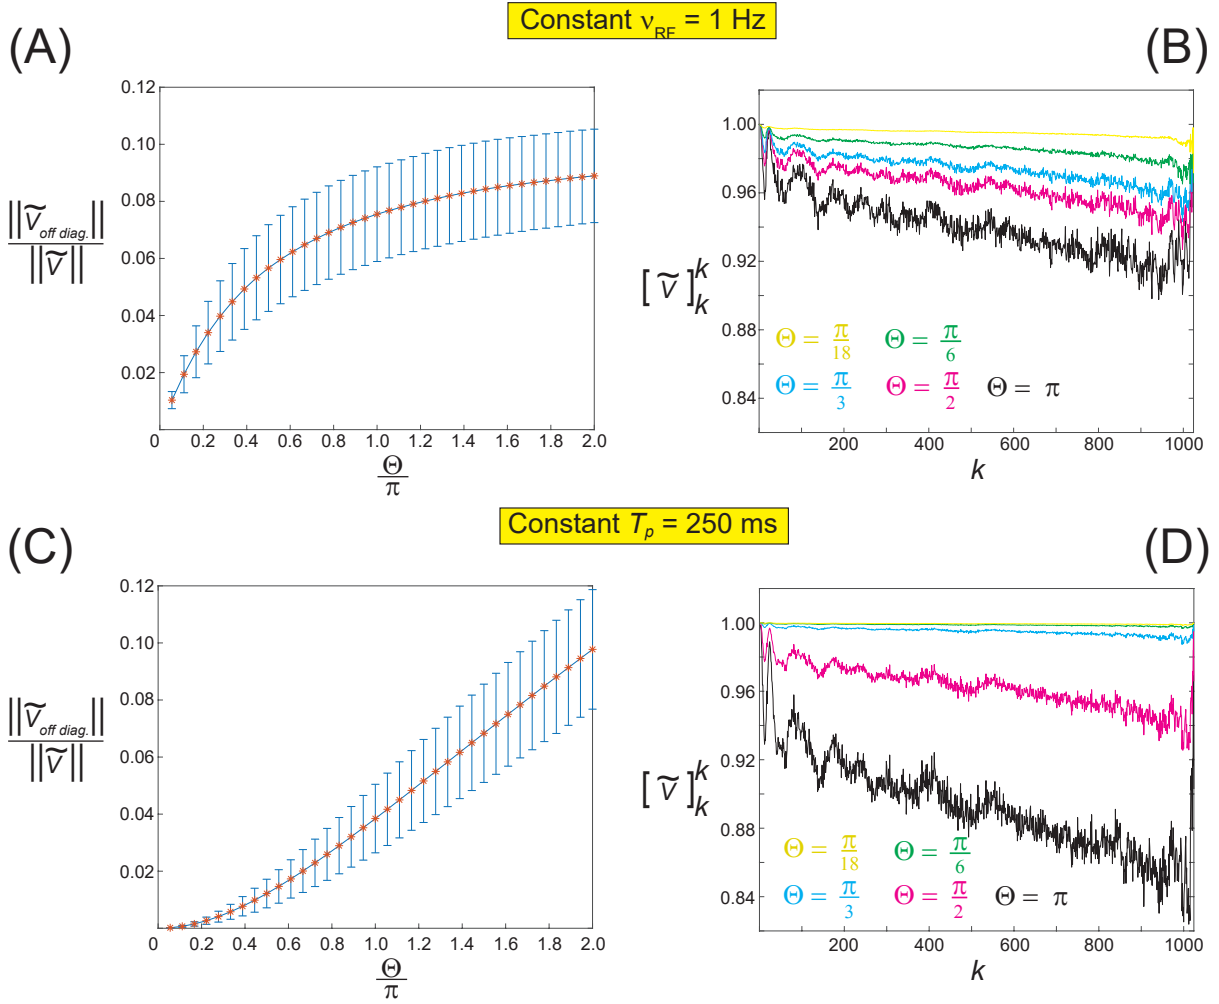 Constant ν_RF = 1 Hz
(A)
(B)
||Ṽ_off diag.||
||Ṽ||
0.12
0.10
0.08
0.06
0.04
0.02
0 0.2 0.4 0.6 0.8 1.0 1.2 1.4 1.6 1.8 2.0
Θ
π
[Ṽ]_k^k
1.00
0.96
0.92
0.88
0.84
Θ = π/18 Θ = π/6
Θ = π/3 Θ = π/2 Θ = π
200 400 600 800 1000
k
Constant T_p = 250 ms
(C)
(D)
||Ṽ_off diag.||
||Ṽ||
0.12
0.10
0.08
0.06
0.04
0.02
0 0.2 0.4 0.6 0.8 1.0 1.2 1.4 1.6 1.8 2.0
Θ
π
[Ṽ]_k^k
1.00
0.96
0.92
0.88
0.84
Θ = π/18 Θ = π/6
Θ = π/3 Θ = π/2 Θ = π
200 400 600 800 1000
k